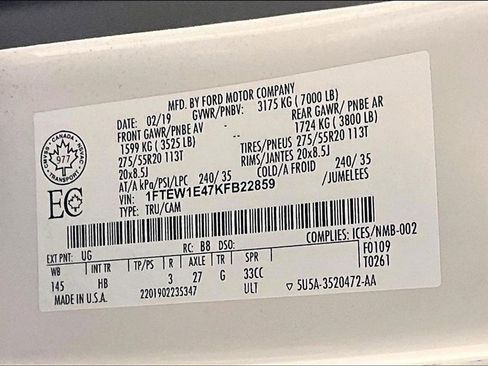 MFD. BY FORD MOTOR COMPANY
DATE: 02/19 GVWR/PNBV: 3175 KG ( 7000 LB)
FRONT GAWR/PNBE AV REAR GAWR/ PNBE AR
1599 KG ( 3525 LB) 1724 KG ( 3800 LB)
275/55R20 113T TIRES/PNEUS 275/55R20 113T
20x8.5J RIMS/JANTES 20x8.5J
AT/A kPa/PSI/LPC 240/ 35 COLD/A FROID 240/ 35
VIN: 1FTEW1E47KFB22859 /JUMELEES
TYPE: TRU/CAM
CANADA
977
TRANSPORT
EC
COMPLIES: ICES/NMB-002
EXT PNT: UG RC: B8 DSO: F0109
WB INT TR TP/PS R AXLE TR SPR T0261
145 HB 3 27 G 33CC
MADE IN U.S.A. 2201902235347 ULT ▽ 5U5A-3520472-AA